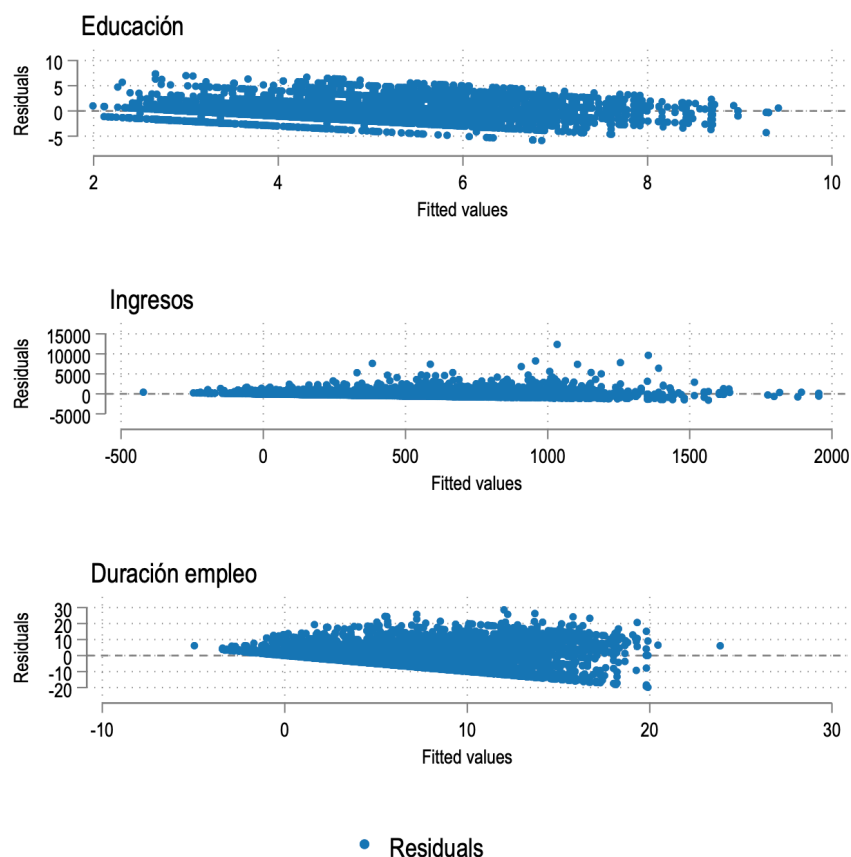 Educación
Residuals
10
5
0
-5
2 4 6 8 10
Fitted values
Ingresos
Residuals
15000
10000
5000
0
-5000
-500 0 500 1000 1500 2000
Fitted values
Duración empleo
Residuals
30
20
10
0
-10
-20
-10 0 10 20 30
Fitted values
Residuals